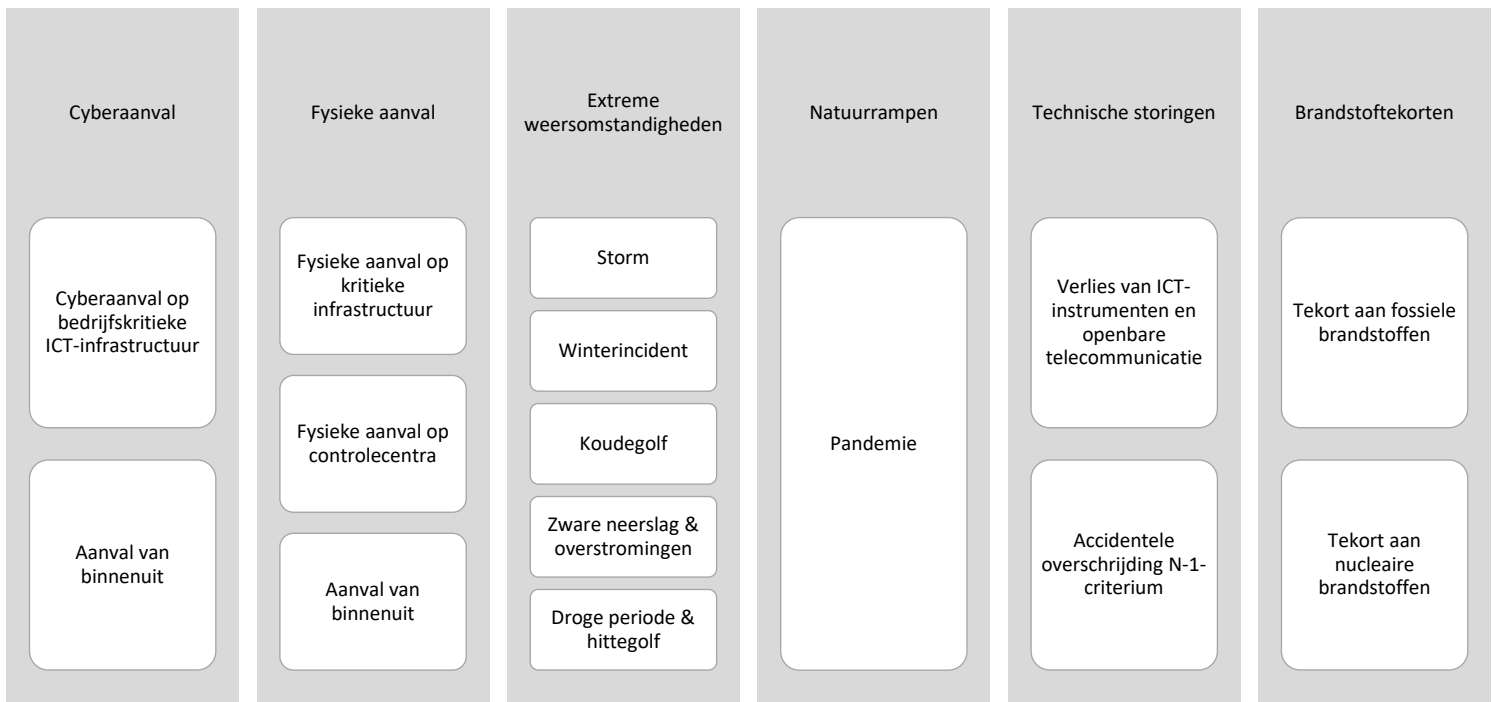 Cyberaanval
Cyberaanval op
bedrijfskritieke
ICT-infrastructuur
Aanval van
binnenuit
Fysieke aanval
Fysieke aanval op
kritieke
infrastructuur
Fysieke aanval op
controlecentra
Aanval van
binnenuit
Extreme
weersomstandigheden
Storm
Winterincident
Koudegolf
Zware neerslag &
overstromingen
Droge periode &
hittegolf
Natuurrampen
Pandemie
Technische storingen
Verlies van ICT-
instrumenten en
openbare
telecommunicatie
Accidentele
overschrijding N-1-
criterium
Brandstoftekorten
Tekort aan fossiele
brandstoffen
Tekort aan
nucleaire
brandstoffen